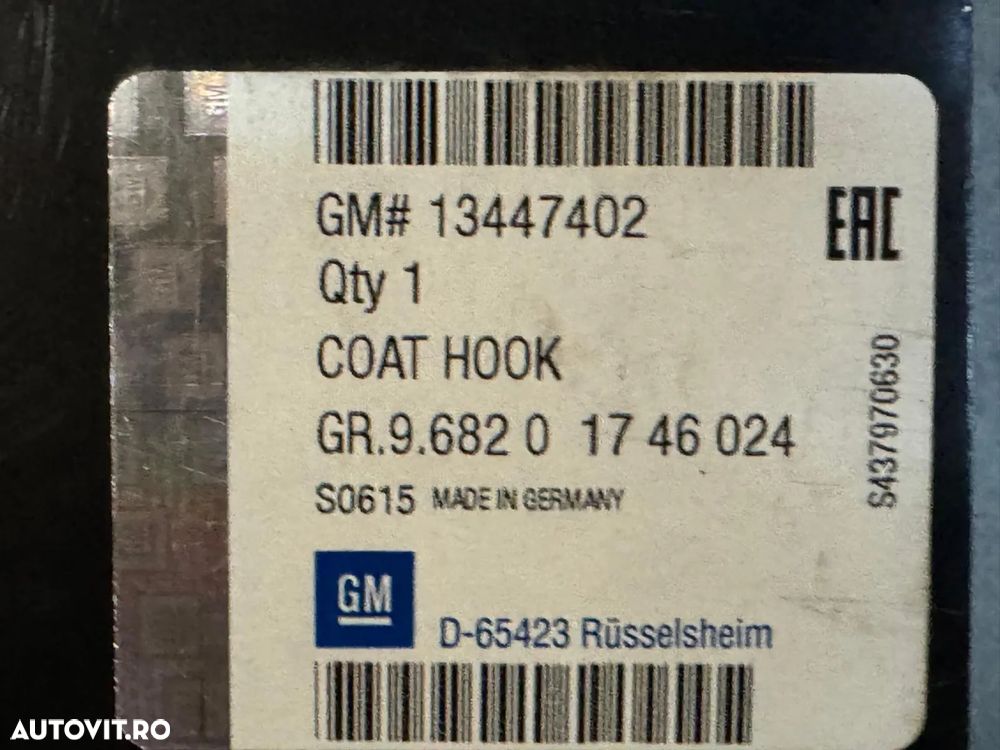 GM# 13447402
EAC
Qty 1
COAT HOOK
GR.9.682 0 17 46 024
S0615 MADE IN GERMANY
S437970630
GM
D-65423 Rüsselsheim
AUTOVIT.RO